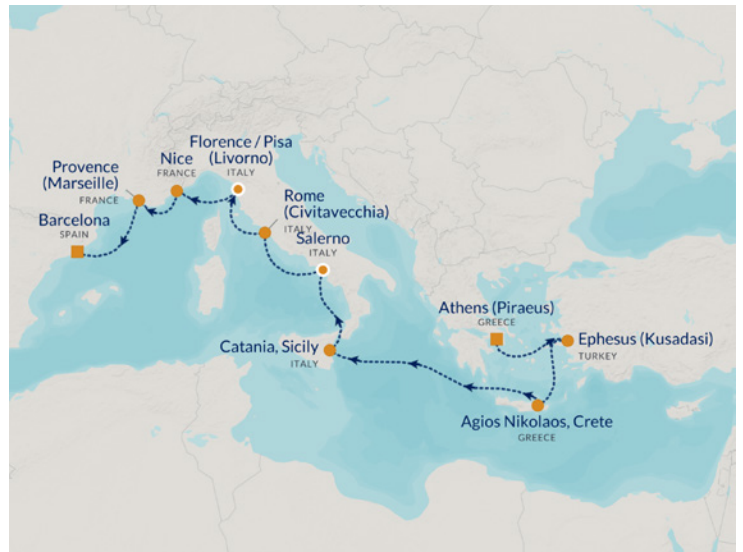 Florence / Pisa
(Livorno)
ITALY
Nice
FRANCE
Provence
(Marseille)
FRANCE
Barcelona
SPAIN
Rome
(Civitavecchia)
ITALY
Salerno
ITALY
Athens (Piraeus)
GREECE
Ephesus (Kusadasi)
TURKEY
Catania, Sicily
ITALY
Agios Nikolaos, Crete
GREECE